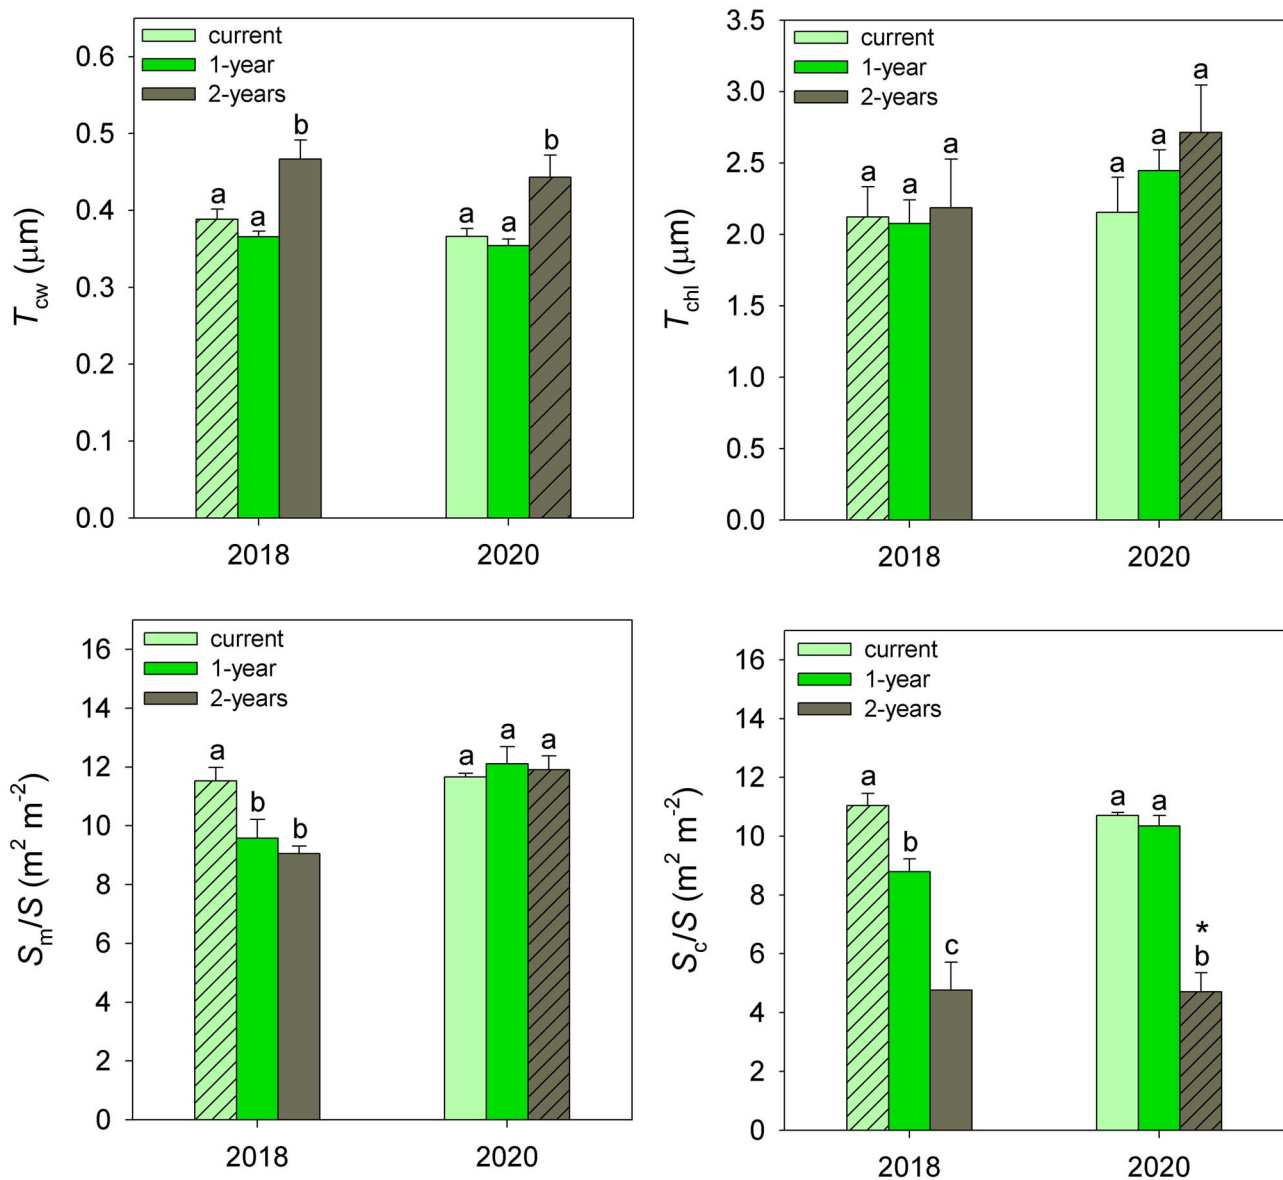 current
1-year
2-years
0.6
0.5
0.4
0.3
0.2
0.1
0.0
T_cw (μm)
a
a
b
a
a
b
2018
2020
current
1-year
2-years
3.5
3.0
2.5
2.0
1.5
1.0
0.5
0.0
T_chl (μm)
a
a
a
a
a
a
2018
2020
current
1-year
2-years
16
14
12
10
8
6
4
2
0
S_m/S (m² m⁻²)
a
b
b
a
a
a
2018
2020
current
1-year
2-years
16
14
12
10
8
6
4
2
0
S_c/S (m² m⁻²)
a
b
c
a
a
*
b
2018
2020